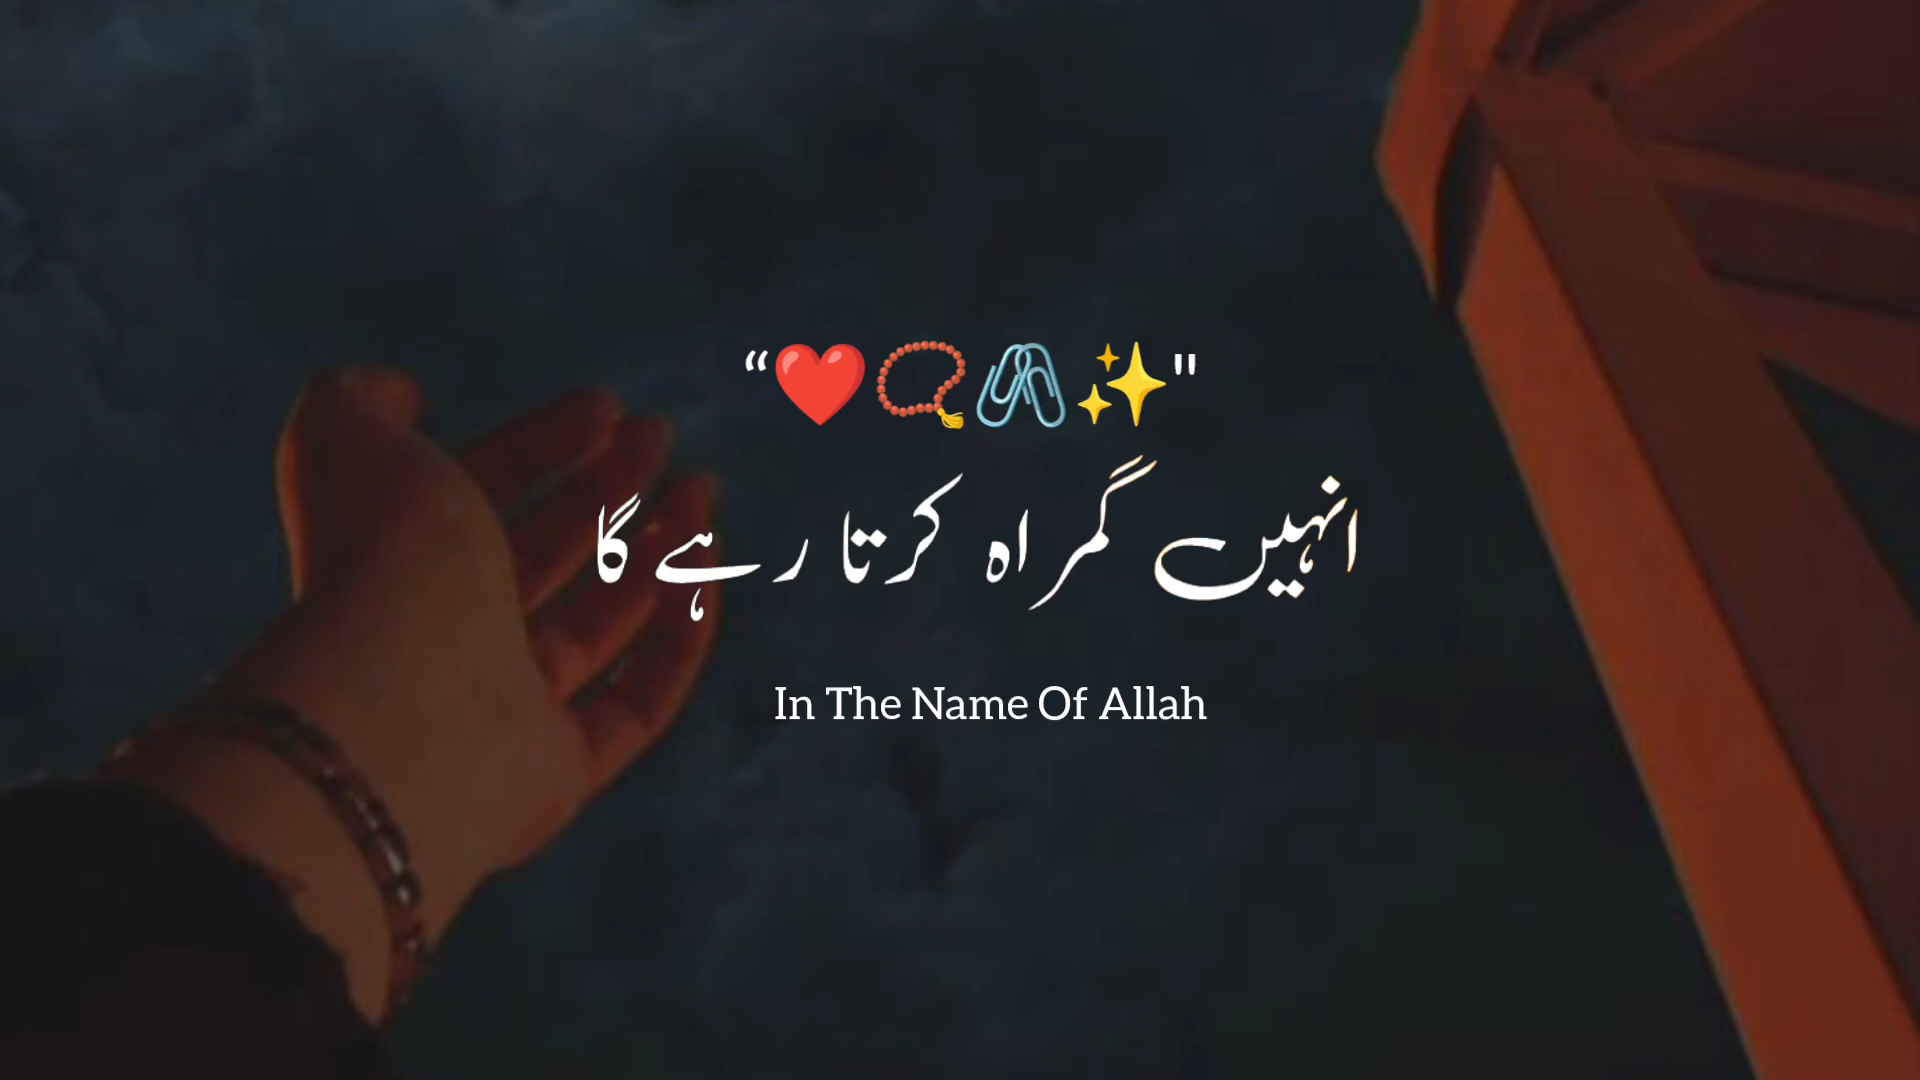 “❤️📿🖇️✨"
انہیں گمراہ کرتا رہے گا
In The Name Of Allah